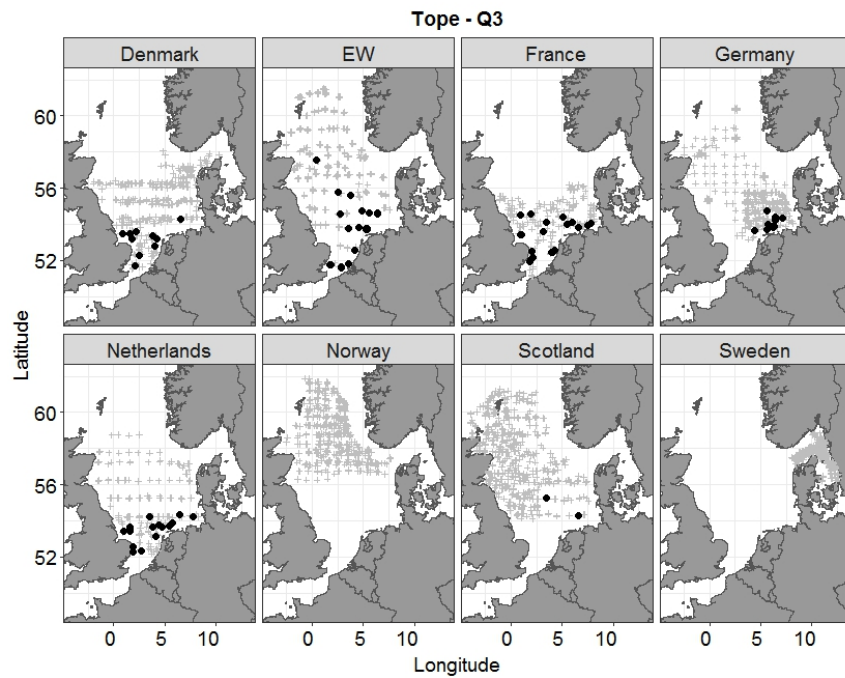 Tope - Q3
Denmark EW France Germany
60
56
52
Latitude
Netherlands Norway Scotland Sweden
60
56
52
0 5 10 0 5 10 0 5 10 0 5 10
Longitude